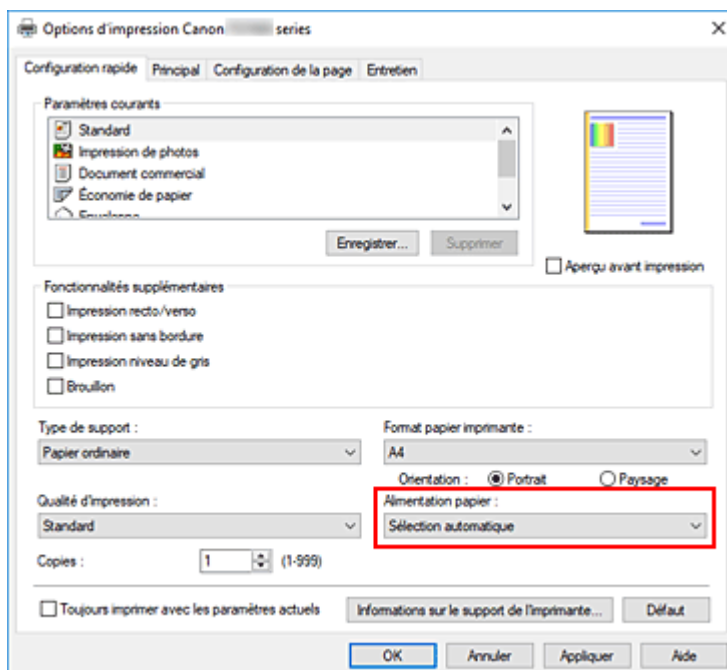 Options d'impression Canon series
Configuration rapide Principal Configuration de la page Entretien
Paramètres courants
Standard
Impression de photos
Document commercial
Économie de papier
Enregistrer... Supprimer
Aperçu avant impression
Fonctionnalités supplémentaires
Impression recto/verso
Impression sans bordure
Impression niveau de gris
Brouillon
Type de support : Format papier imprimante :
Papier ordinaire A4
Orientation : Portrait Paysage
Qualité d'impression : Alimentation papier :
Standard Sélection automatique
Copies : 1 (1-999)
Toujours imprimer avec les paramètres actuels Informations sur le support de l'imprimante... Défaut
OK Annuler Appliquer Aide